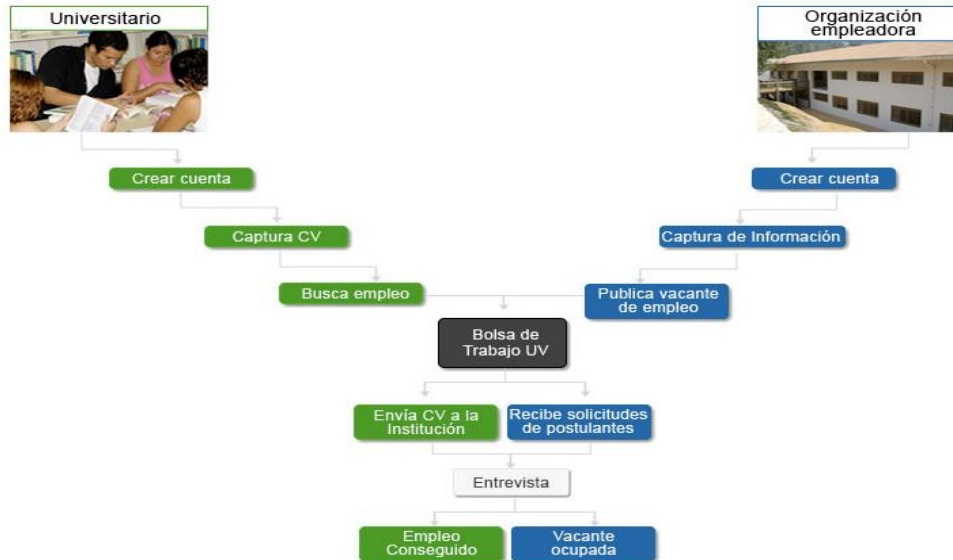 Universitario
Organización
empleadora
Crear cuenta
Crear cuenta
Captura CV
Captura de Información
Busca empleo
Publica vacante
de empleo
Bolsa de
Trabajo UV
Envía CV a la
Institución
Recibe solicitudes
de postulantes
Entrevista
Empleo
Conseguido
Vacante
ocupada